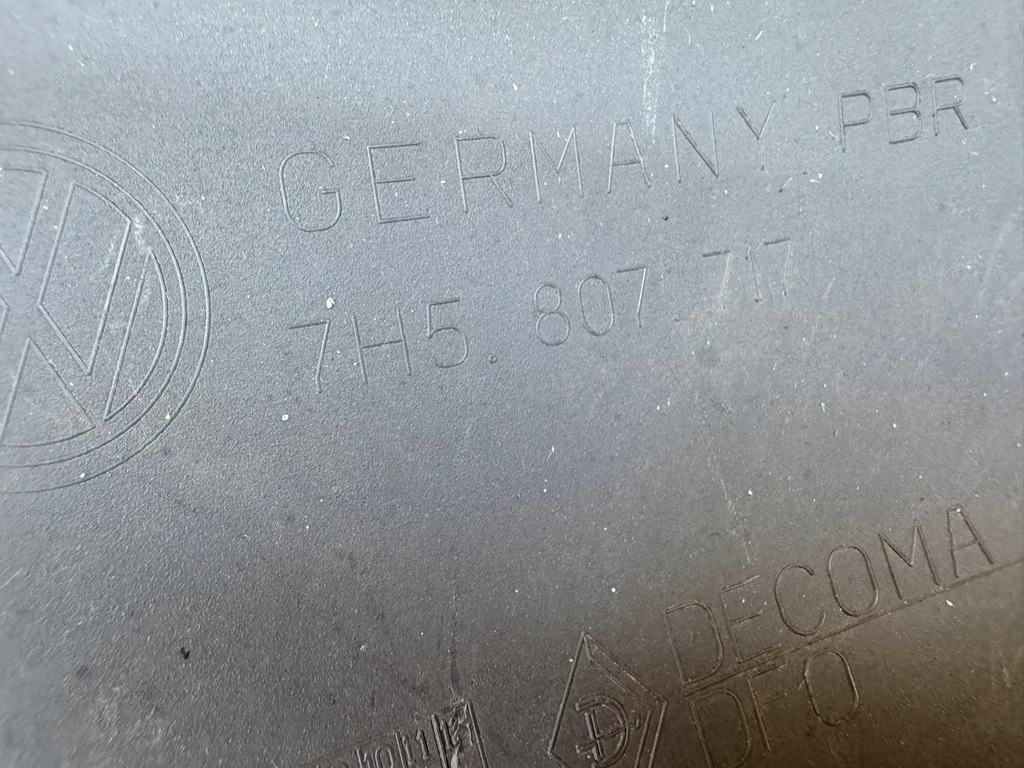 GERMANY PBR
7H5.807.717
DECOMA
DFO